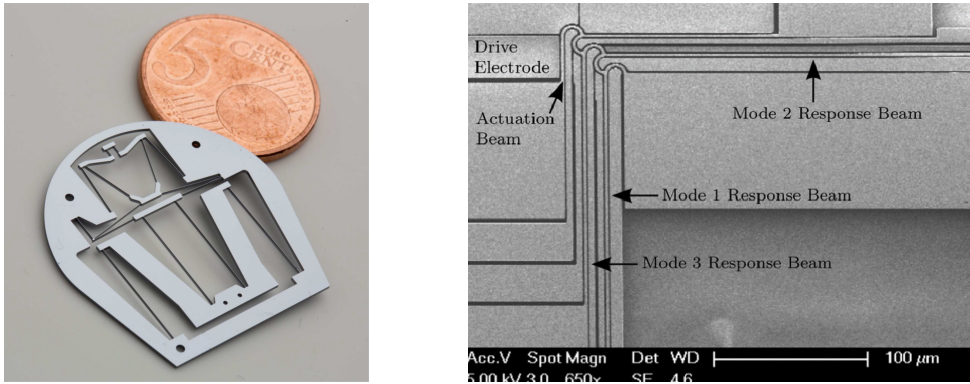 5
EURO
CENT
Drive
Electrode
Actuation
Beam
Mode 2 Response Beam
Mode 1 Response Beam
Mode 3 Response Beam
Acc.V Spot Magn Det WD 100 μm
5.00 kV 3.0 650x SE 4.6